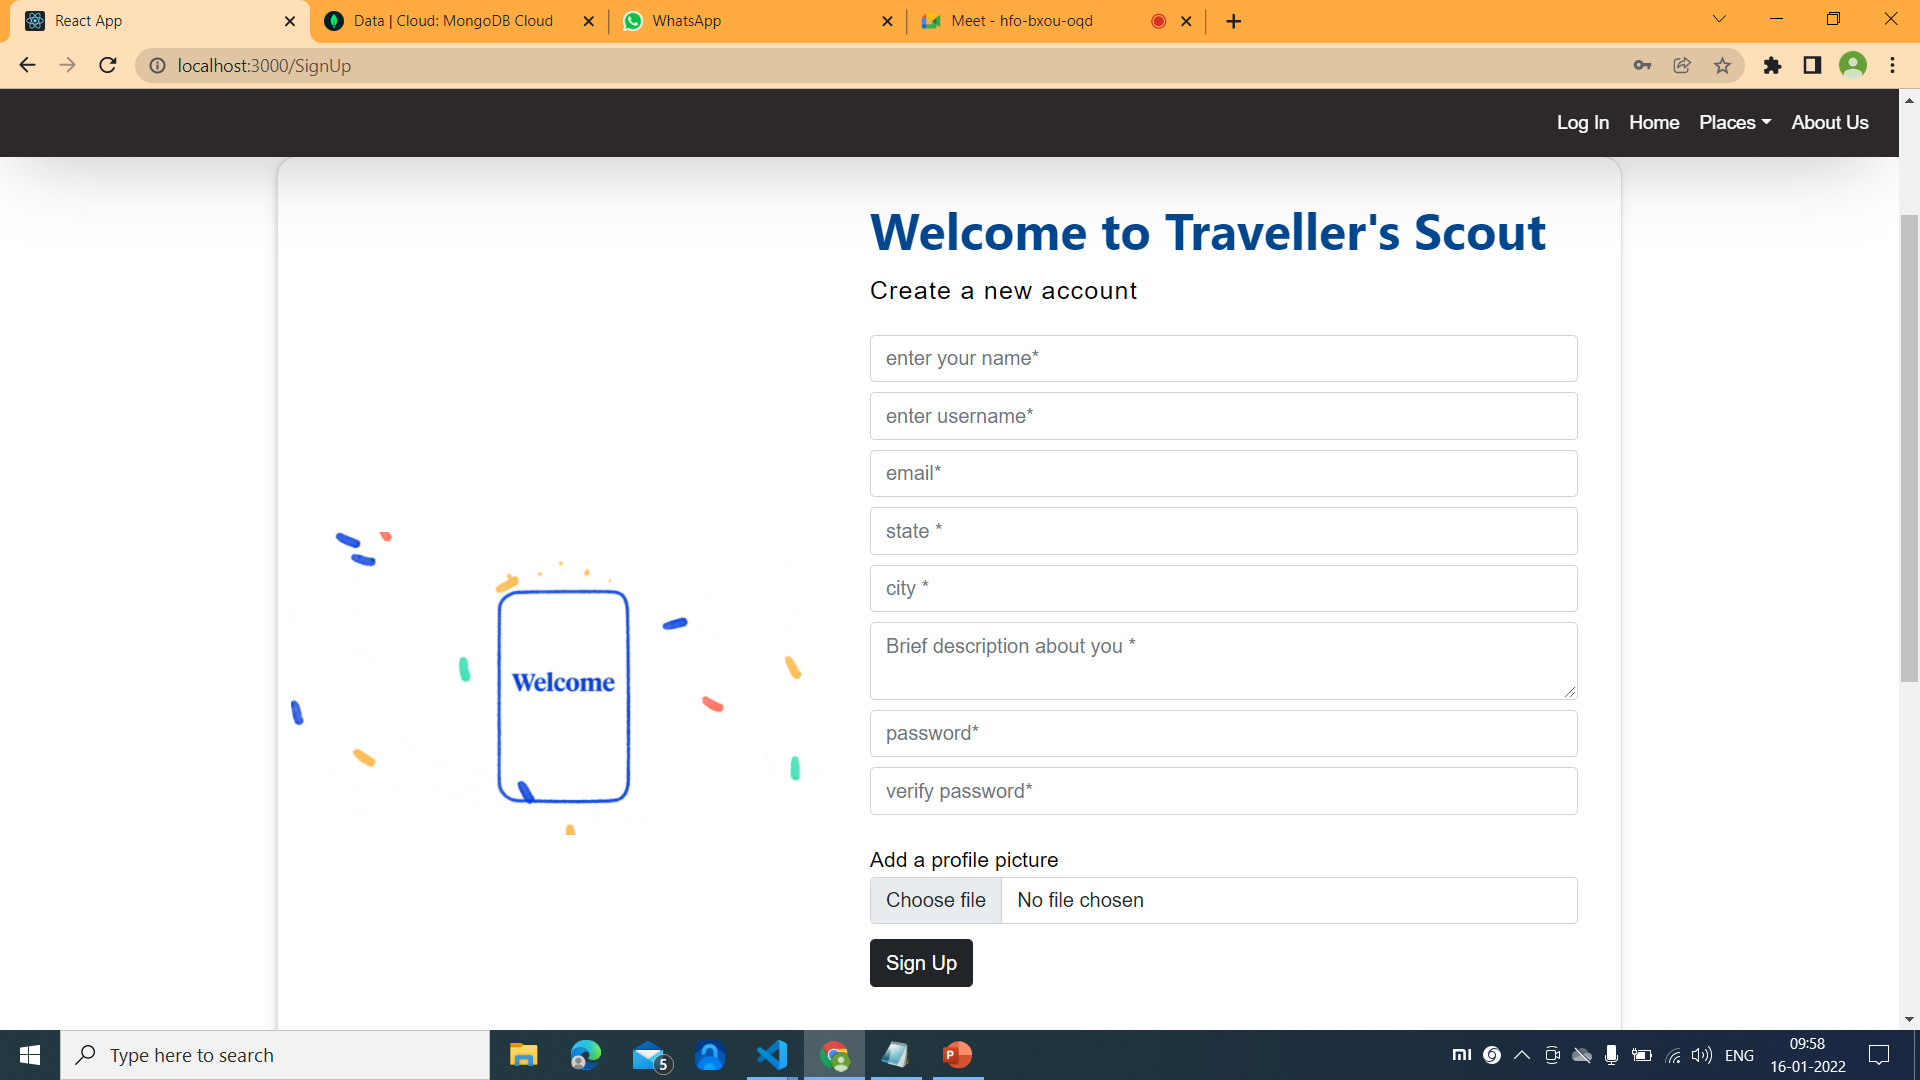 React App
Data | Cloud: MongoDB Cloud
WhatsApp
Meet - hfo-bxou-oqd
localhost:3000/SignUp
Log In
Home
Places
About Us
Welcome to Traveller's Scout
Create a new account
enter your name*
enter username*
email*
state *
city *
Brief description about you *
password*
verify password*
Welcome
Add a profile picture
Choose file
No file chosen
Sign Up
Type here to search
5
P
mi
ENG
09:58
16-01-2022